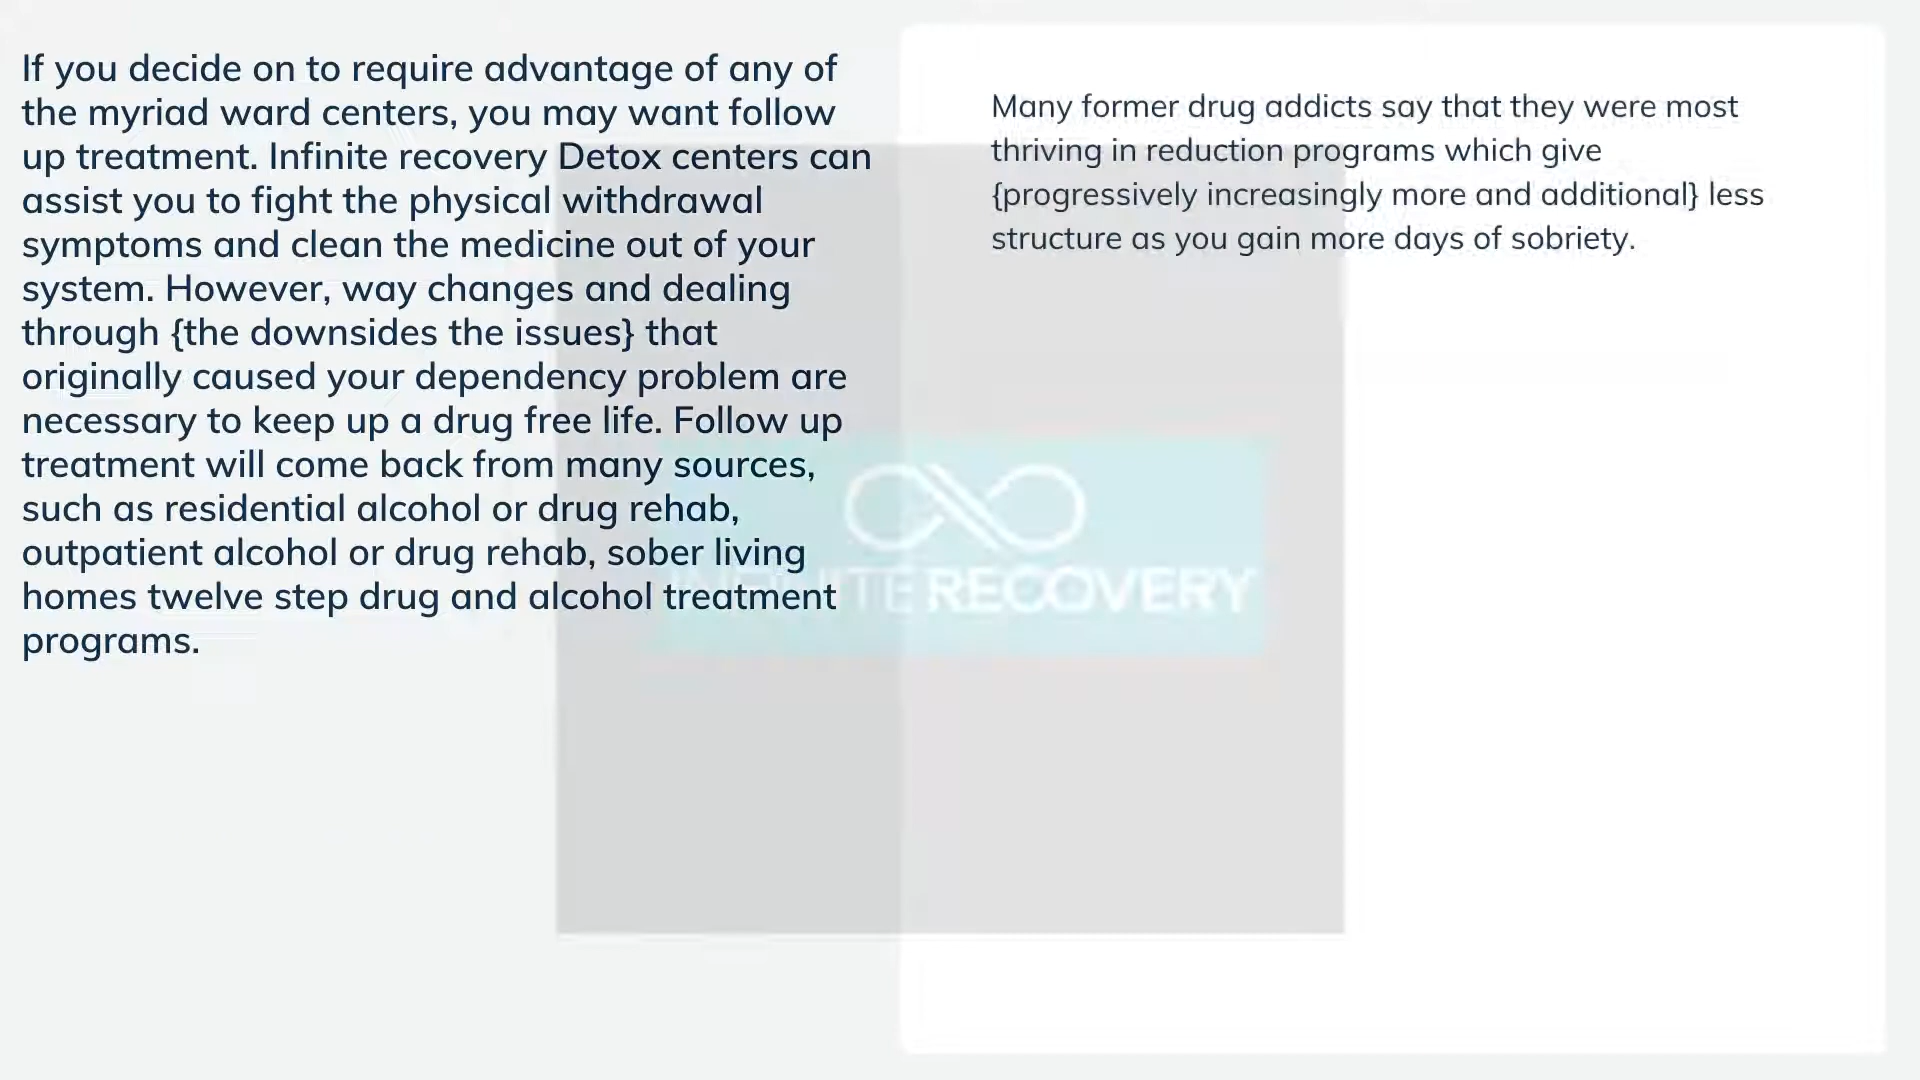 If you decide on to require advantage of any of
the myriad ward centers, you may want follow
up treatment. Infinite recovery Detox centers can
assist you to fight the physical withdrawal
symptoms and clean the medicine out of your
system. However, way changes and dealing
through {the downsides the issues} that
originally caused your dependency problem are
necessary to keep up a drug free life. Follow up
treatment will come back from many sources,
such as residential alcohol or drug rehab,
outpatient alcohol or drug rehab, sober living
homes twelve step drug and alcohol treatment
programs.
Many former drug addicts say that they were most
thriving in reduction programs which give
{progressively increasingly more and additional} less
structure as you gain more days of sobriety.
INFINITE RECOVERY